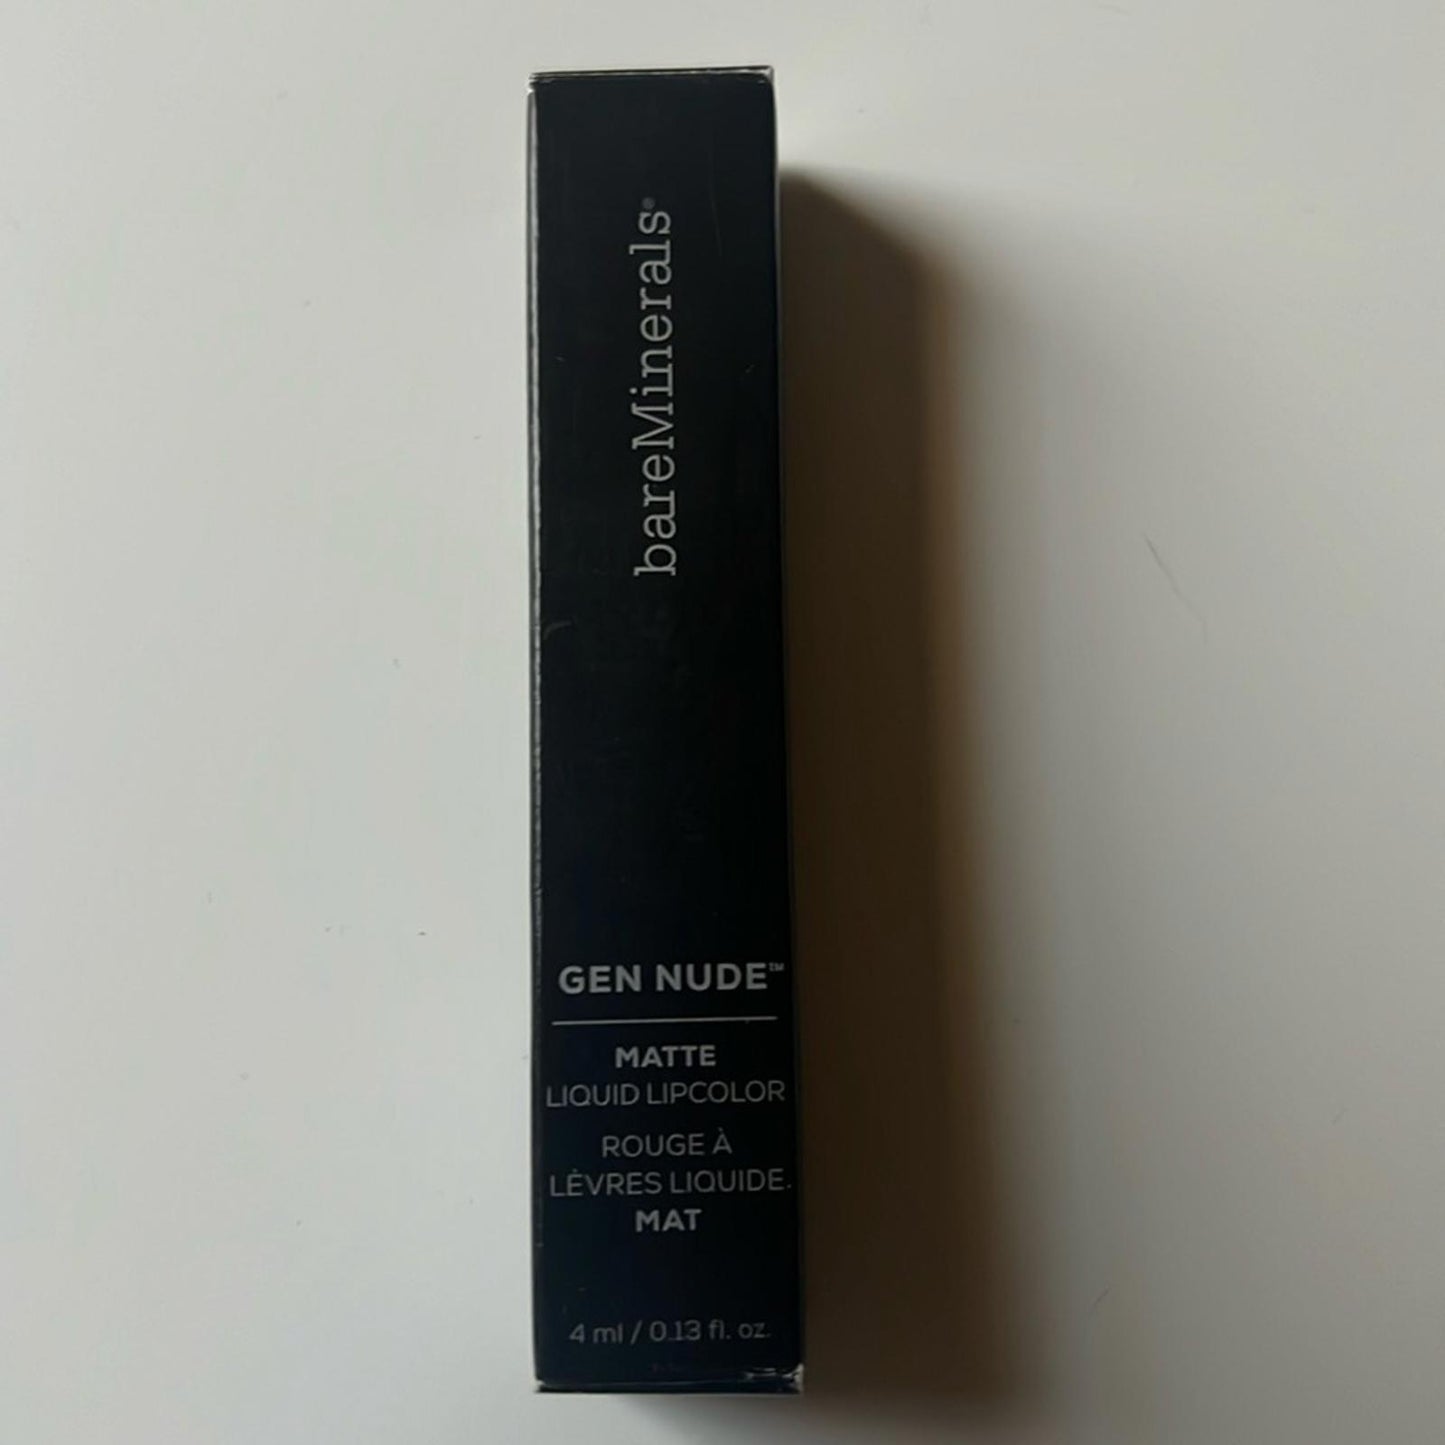 bareMinerals®
GEN NUDE™
MATTE
LIQUID LIPCOLOR
ROUGE À
LÈVRES LIQUIDE
MAT
4 ml / 0.13 fl. oz.